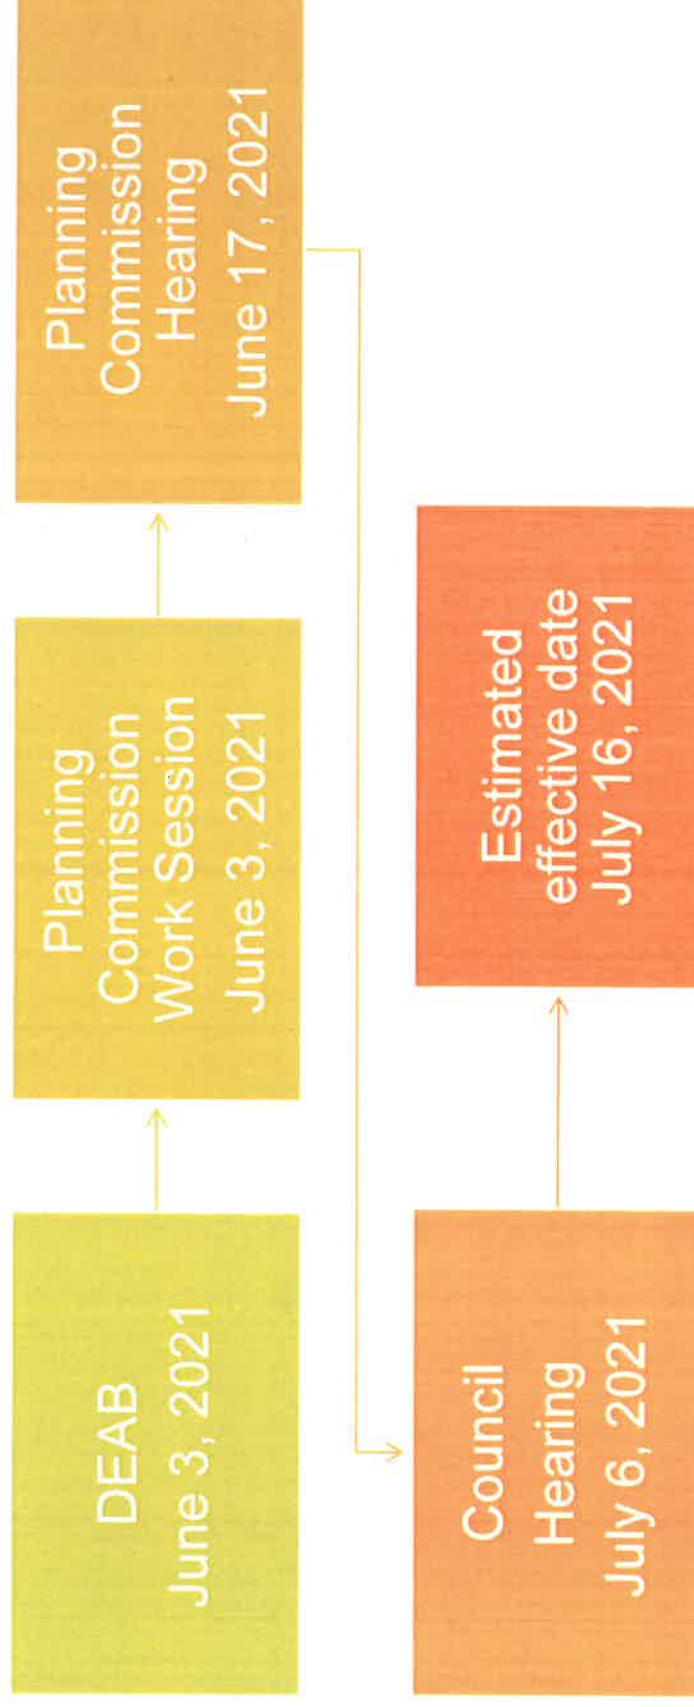 DEAB
June 3, 2021
Planning
Commission
Work Session
June 3, 2021
Planning
Commission
Hearing
June 17, 2021
Council
Hearing
July 6, 2021
Estimated
effective date
July 16, 2021